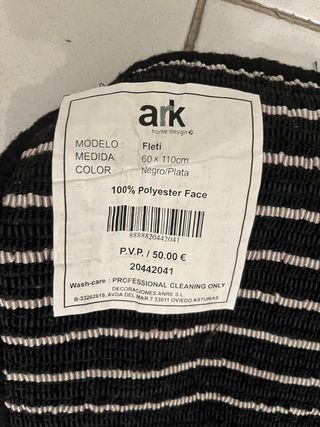 ark
home design
MODELO : Fleti
MEDIDA : 60 x 110cm
COLOR : Negro/Plata
100% Polyester Face
8888820442041
P.V.P. / 50.00 €
20442041
Wash-care : PROFESSIONAL CLEANING ONLY
DECORACIONES ANRE S.L.
B-33262619, AVDA DEL MAR 7 33011 OVIEDO ASTURIAS